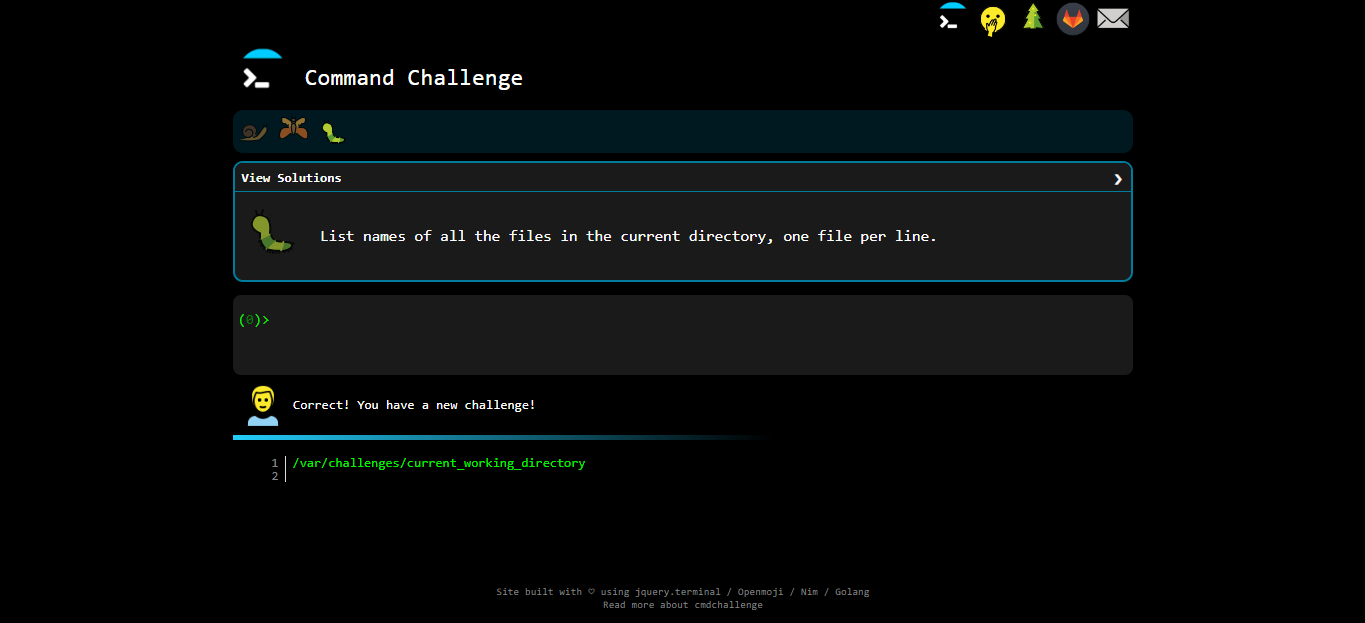 Command Challenge
View Solutions
List names of all the files in the current directory, one file per line.
(0)>
Correct! You have a new challenge!
1 /var/challenges/current_working_directory
2
Site built with ♡ using jquery.terminal / Openmoji / Nim / Golang
Read more about cmdchallenge